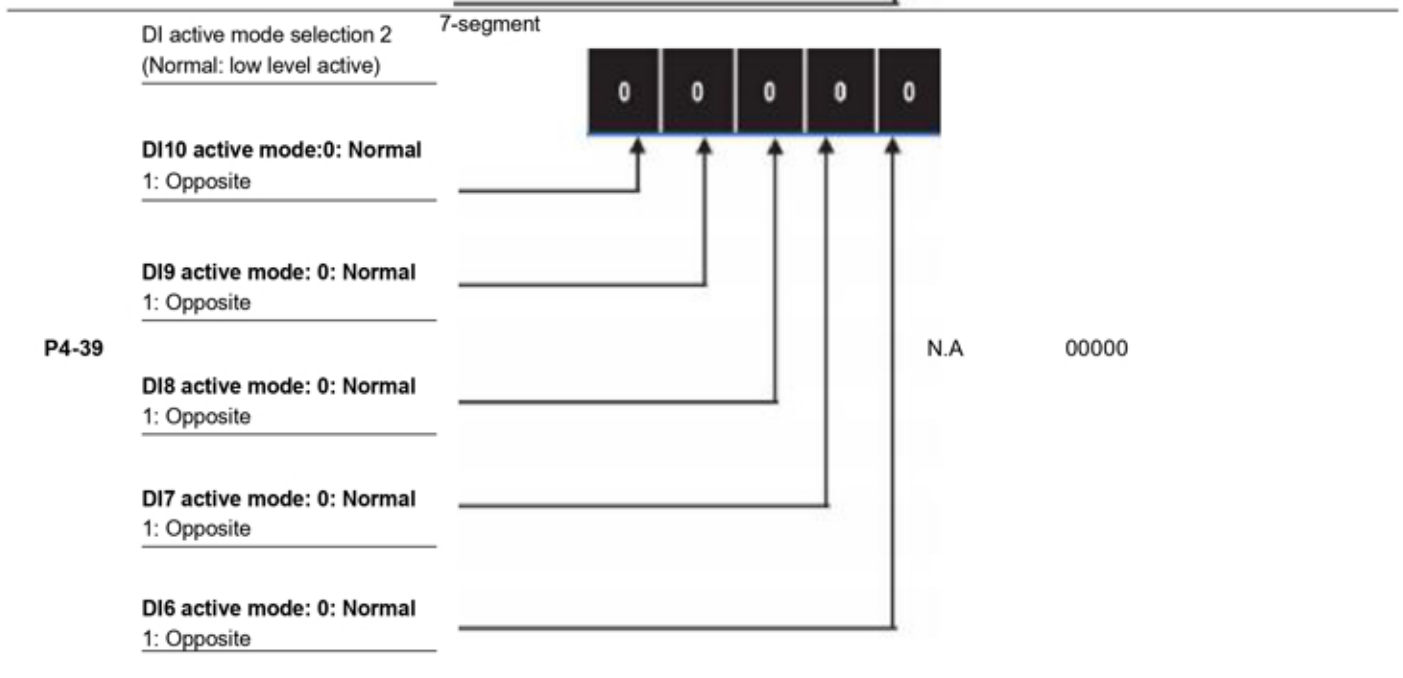 DI active mode selection 2
(Normal: low level active)
7-segment
0 0 0 0 0
DI10 active mode:0: Normal
1: Opposite
DI9 active mode: 0: Normal
1: Opposite
P4-39
N.A
00000
DI8 active mode: 0: Normal
1: Opposite
DI7 active mode: 0: Normal
1: Opposite
DI6 active mode: 0: Normal
1: Opposite